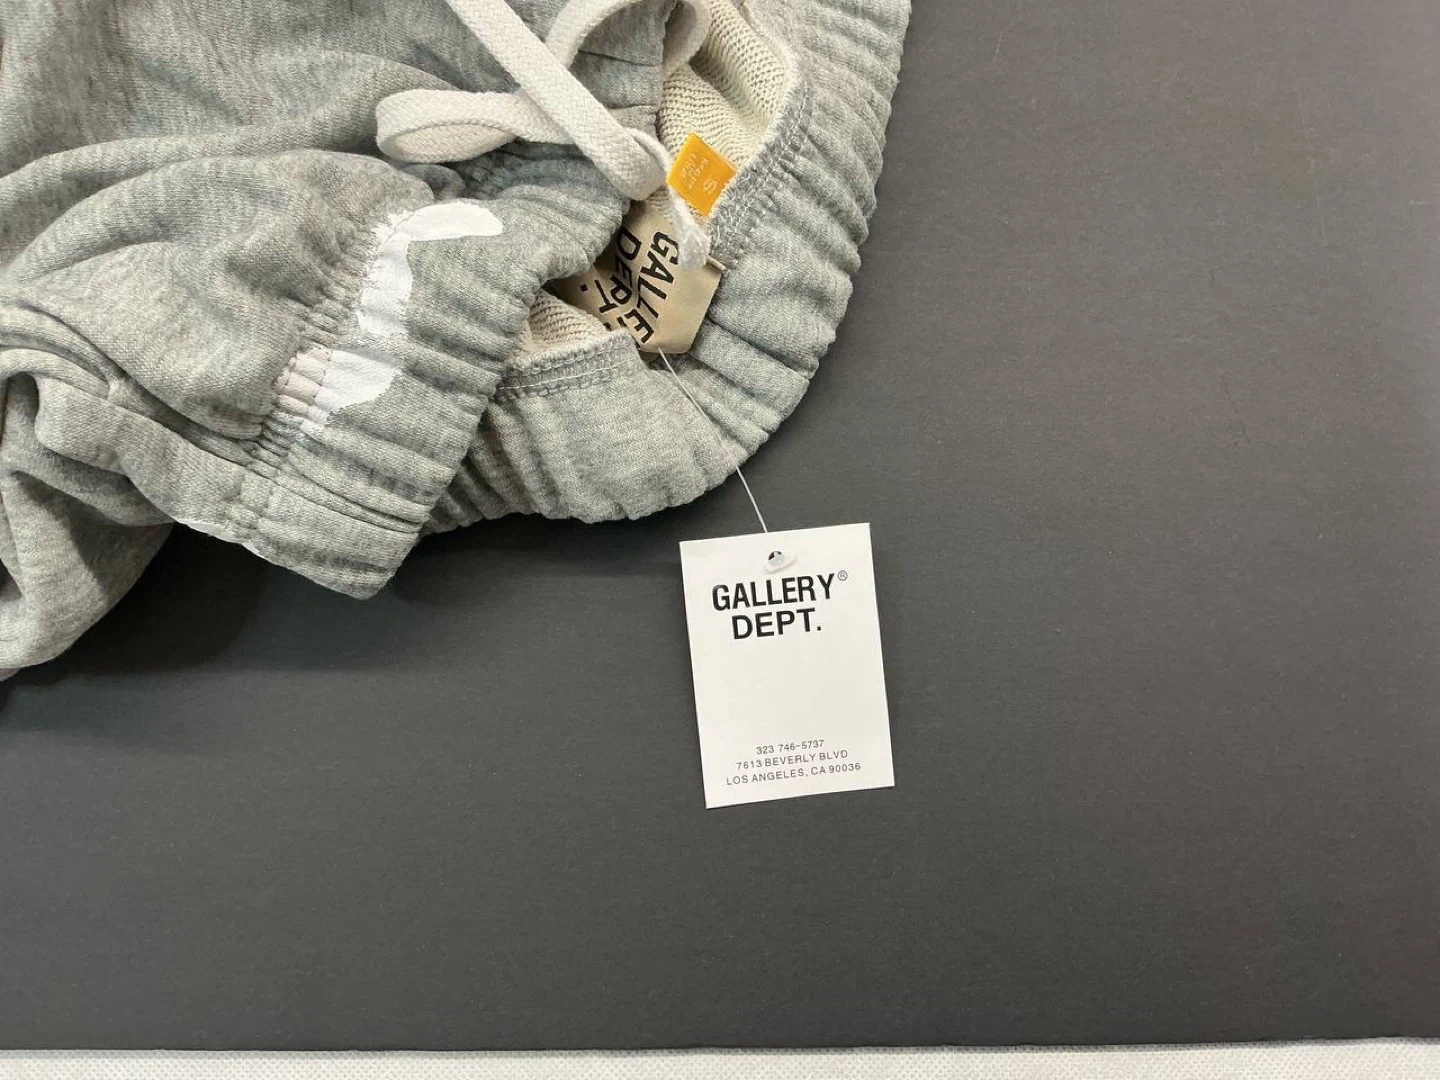 S
GALLE
DEPT.
GALLERY®
DEPT.
323 746-5737
7613 BEVERLY BLVD
LOS ANGELES, CA 90036